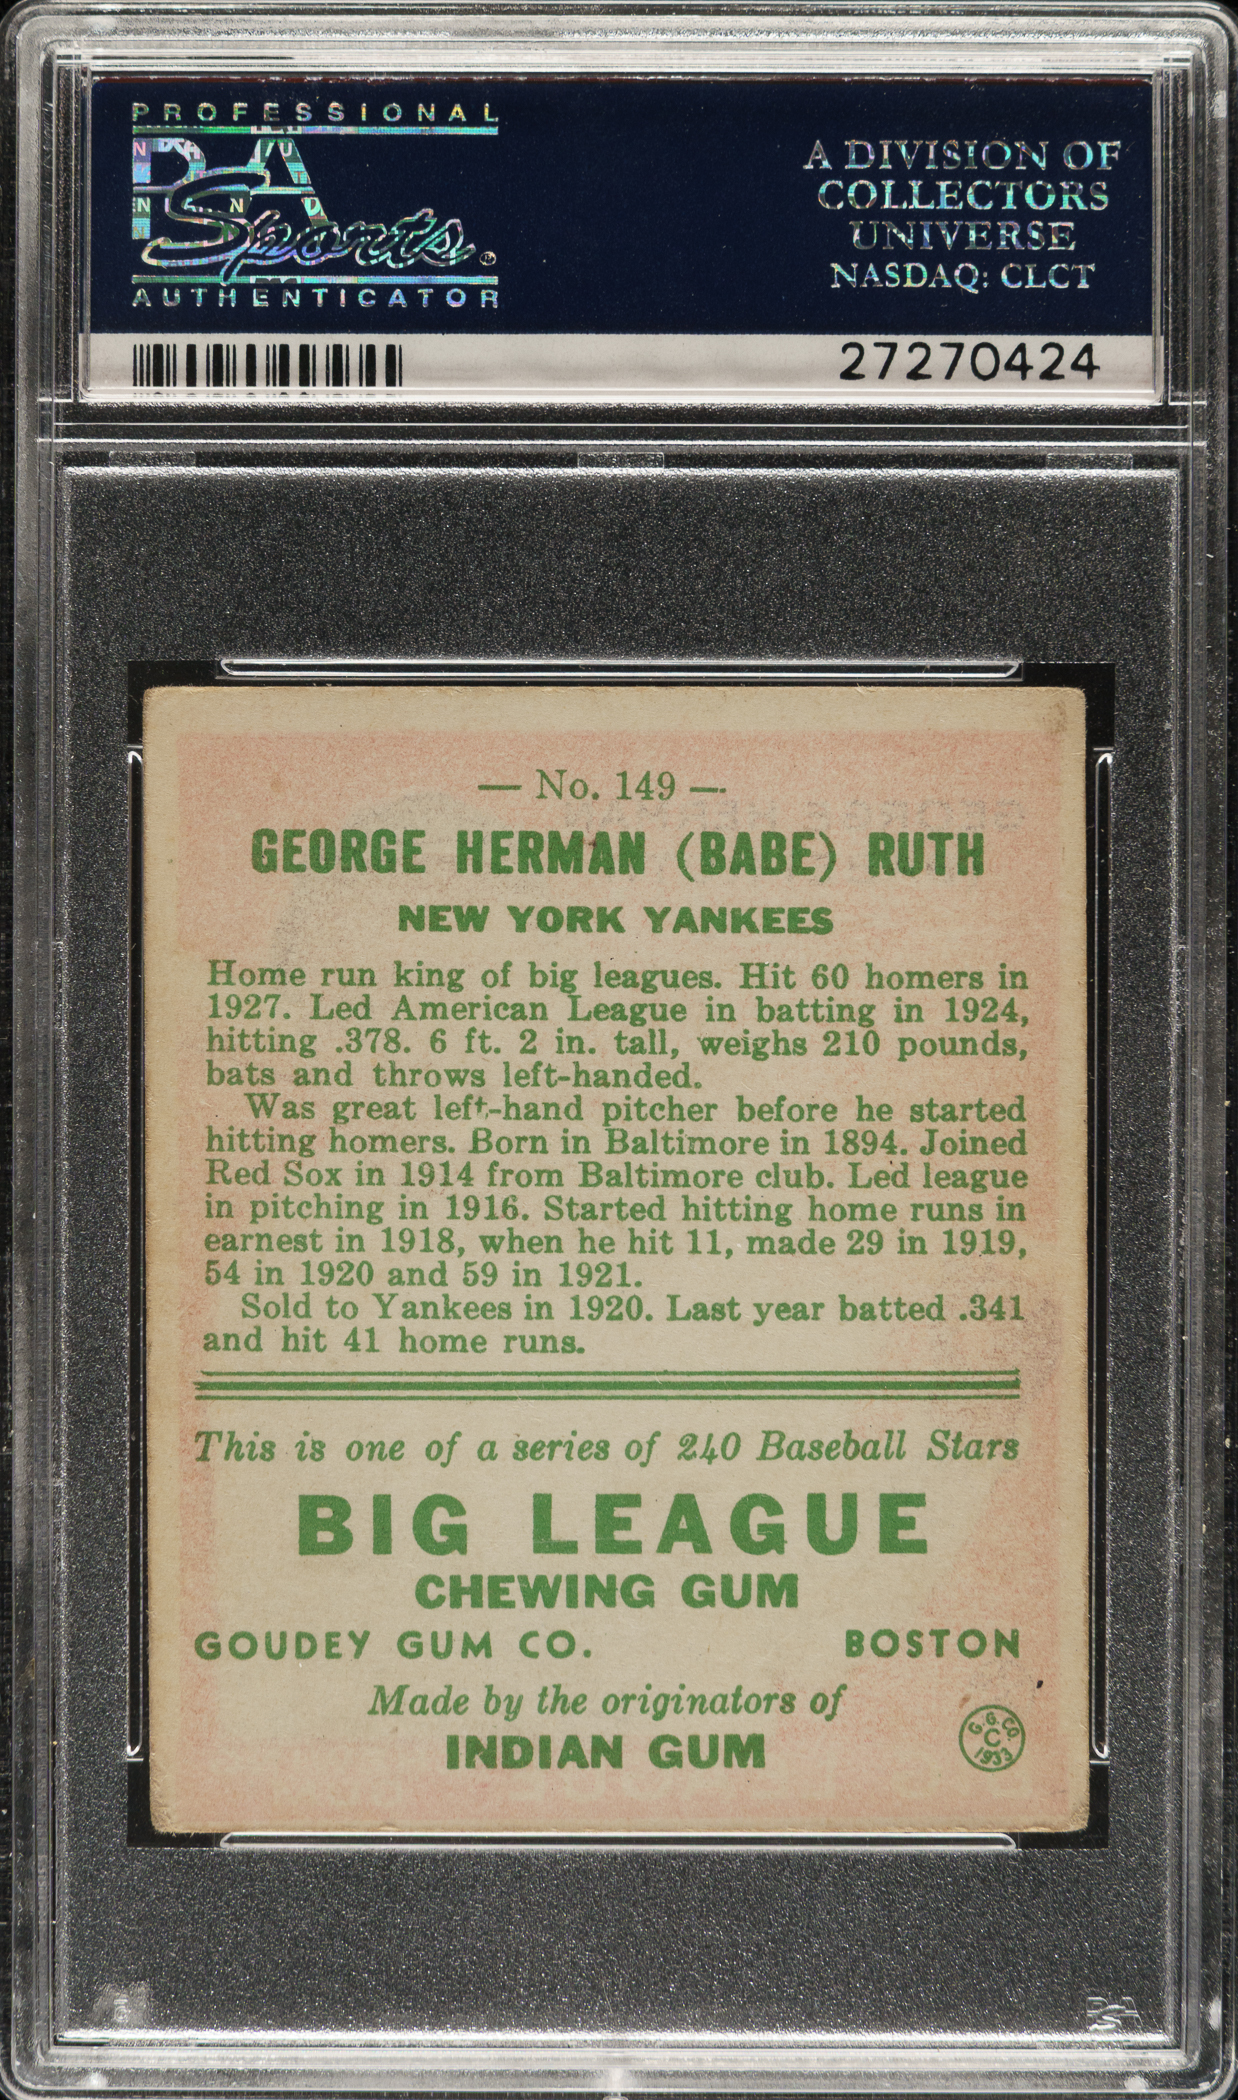 PROFESSIONAL
PSA
Sports
AUTHENTICATOR
A DIVISION OF
COLLECTORS
UNIVERSE
NASDAQ: CLCT
27270424
— No. 149 —
GEORGE HERMAN (BABE) RUTH
NEW YORK YANKEES
Home run king of big leagues. Hit 60 homers in
1927. Led American League in batting in 1924,
hitting .378. 6 ft. 2 in. tall, weighs 210 pounds,
bats and throws left-handed.
Was great left-hand pitcher before he started
hitting homers. Born in Baltimore in 1894. Joined
Red Sox in 1914 from Baltimore club. Led league
in pitching in 1916. Started hitting home runs in
earnest in 1918, when he hit 11, made 29 in 1919,
54 in 1920 and 59 in 1921.
Sold to Yankees in 1920. Last year batted .341
and hit 41 home runs.
This is one of a series of 240 Baseball Stars
BIG LEAGUE
CHEWING GUM
GOUDEY GUM CO. BOSTON
Made by the originators of
INDIAN GUM
G. G. CO.
C
1933
PSA